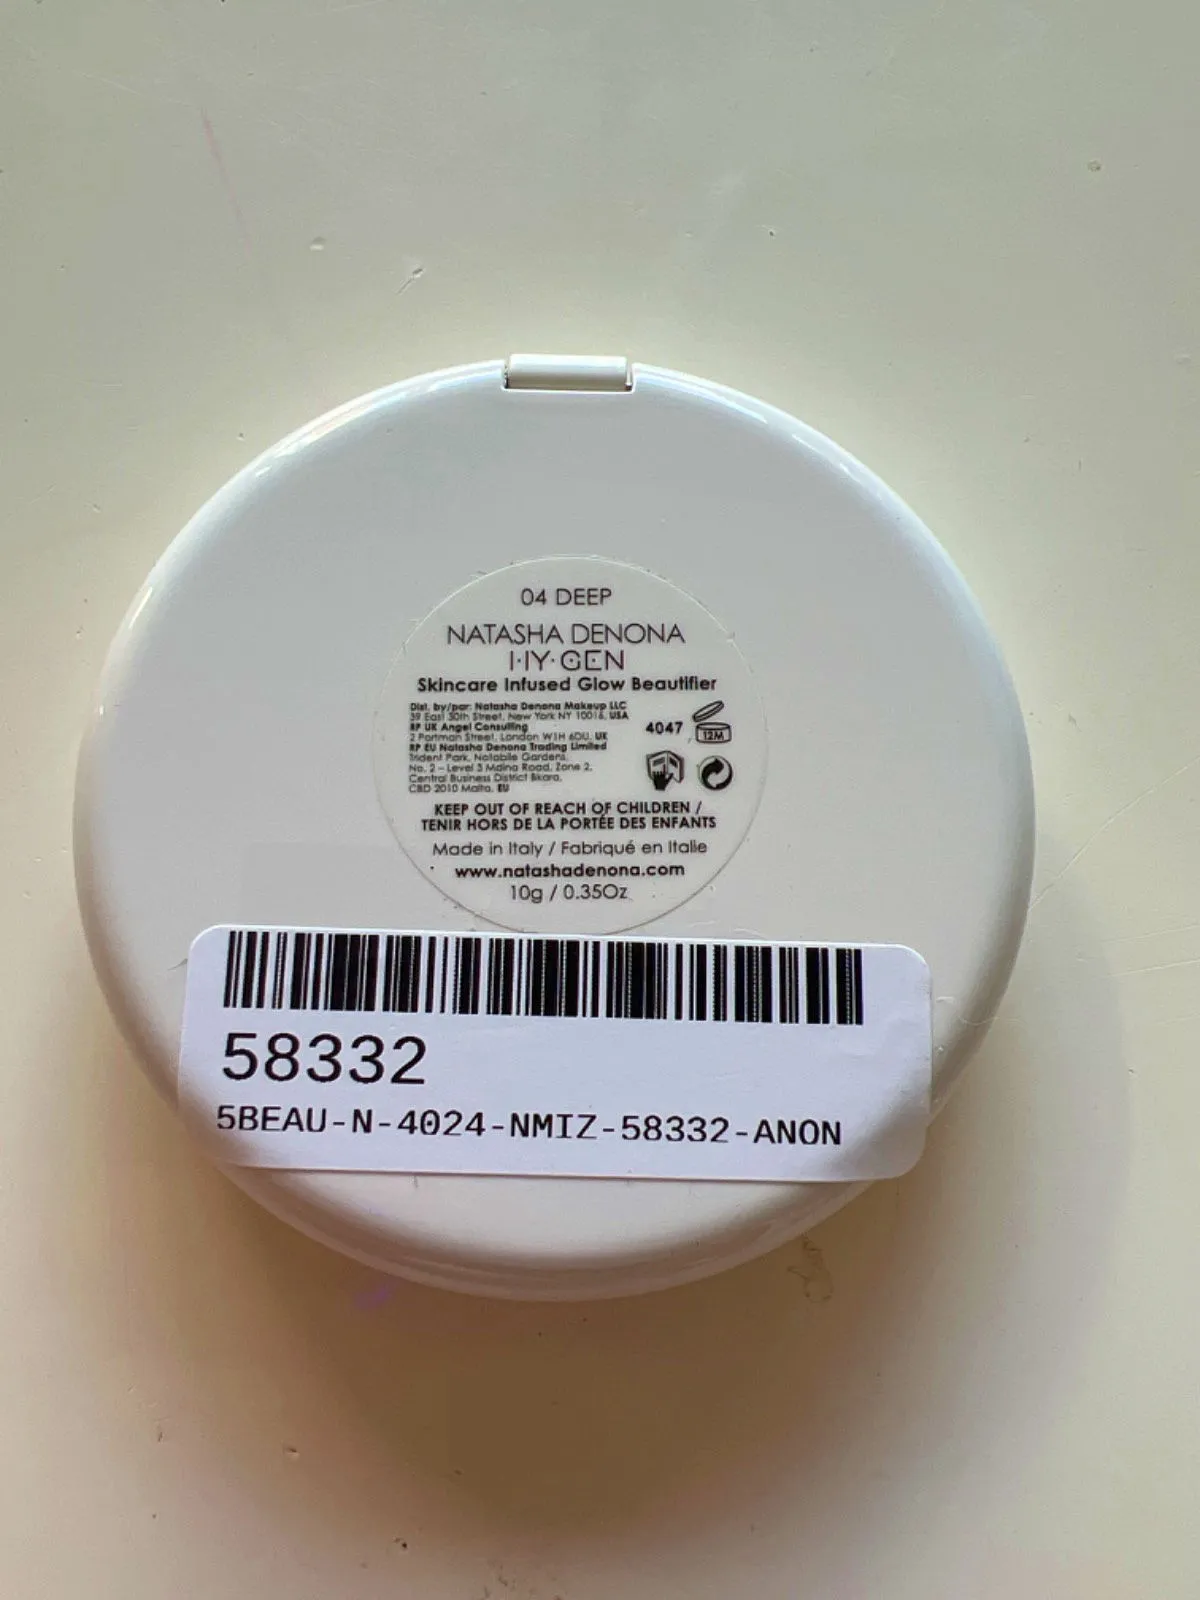 04 DEEP
NATASHA DENONA
HY·GEN
Skincare Infused Glow Beautifier
Dist. by/par: Natasha Denona Makeup LLC
39 East 30th Street, New York NY 10016, USA
RP UK Angel Consulting
2 Portman Street, London W1H 6DU, UK
RP EU Natasha Denona Trading Limited
Trident Park, Notabile Gardens,
No. 2 – Level 3 Mdina Road, Zone 2,
Central Business District Bkara,
CBD 2010 Malta, EU
4047
12M
KEEP OUT OF REACH OF CHILDREN /
TENIR HORS DE LA PORTÉE DES ENFANTS
Made in Italy / Fabriqué en Italie
www.natashadenona.com
10g / 0.35Oz
58332
5BEAU-N-4024-NMIZ-58332-ANON